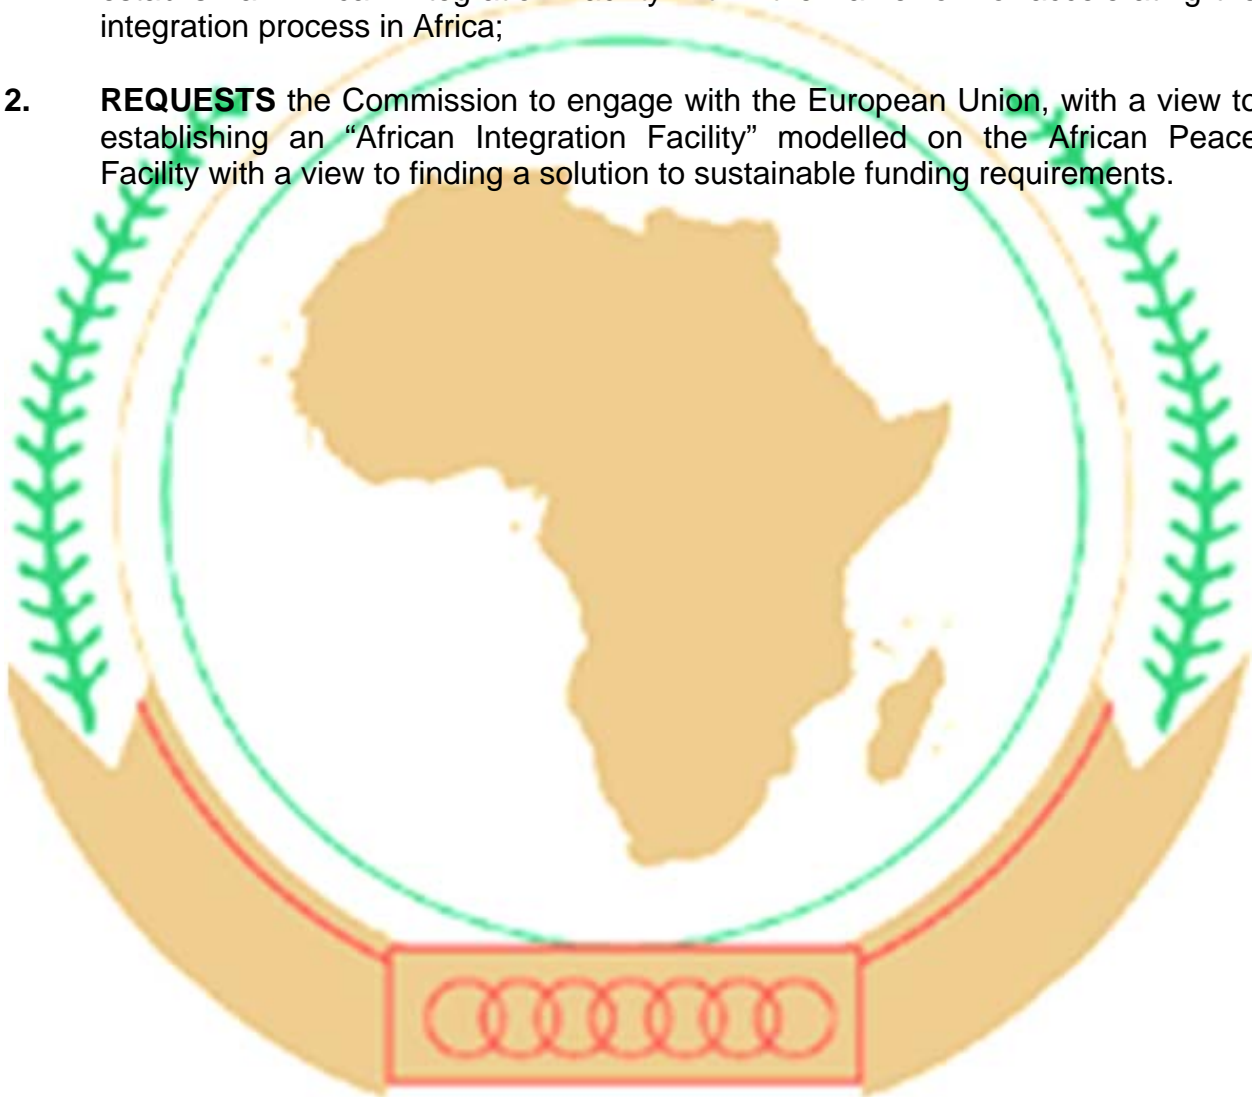 integration process in Africa;
2. REQUESTS the Commission to engage with the European Union, with a view to
establishing an “African Integration Facility” modelled on the African Peace
Facility with a view to finding a solution to sustainable funding requirements.